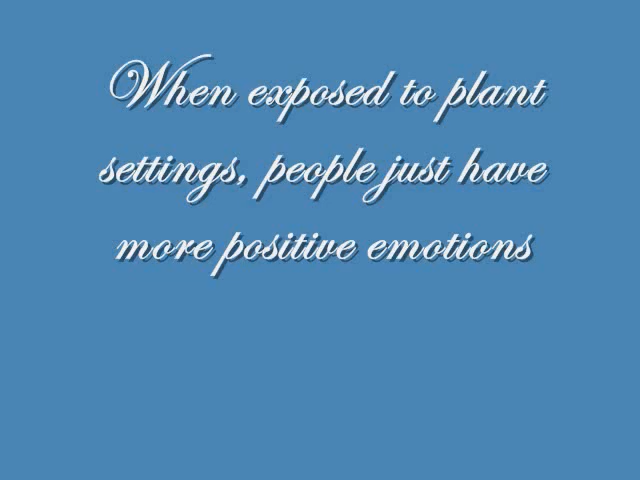 When exposed to plant
settings, people just have
more positive emotions